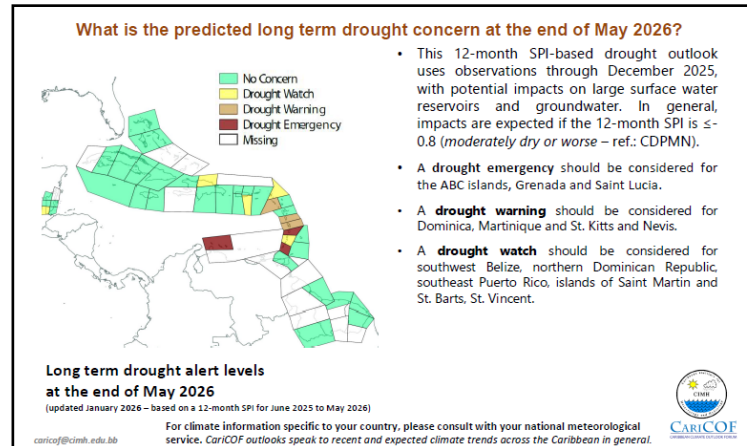 What is the predicted long term drought concern at the end of May 2026?
No Concern
Drought Watch
Drought Warning
Drought Emergency
Missing
• This 12-month SPI-based drought outlook
uses observations through December 2025,
with potential impacts on large surface water
reservoirs and groundwater. In general,
impacts are expected if the 12-month SPI is ≤-
0.8 (moderately dry or worse – ref.: CDPMN).
• A drought emergency should be considered for
the ABC islands, Grenada and Saint Lucia.
• A drought warning should be considered for
Dominica, Martinique and St. Kitts and Nevis.
• A drought watch should be considered for
southwest Belize, northern Dominican Republic,
southeast Puerto Rico, islands of Saint Martin and
St. Barts, St. Vincent.
Long term drought alert levels
at the end of May 2026
(updated January 2026 – based on a 12-month SPI for June 2025 to May 2026)
For climate information specific to your country, please consult with your national meteorological
service. CariCOF outlooks speak to recent and expected climate trends across the Caribbean in general.
caricof@cimh.edu.bb
CIMH
CARICOF
CARIBBEAN CLIMATE OUTLOOK FORUM